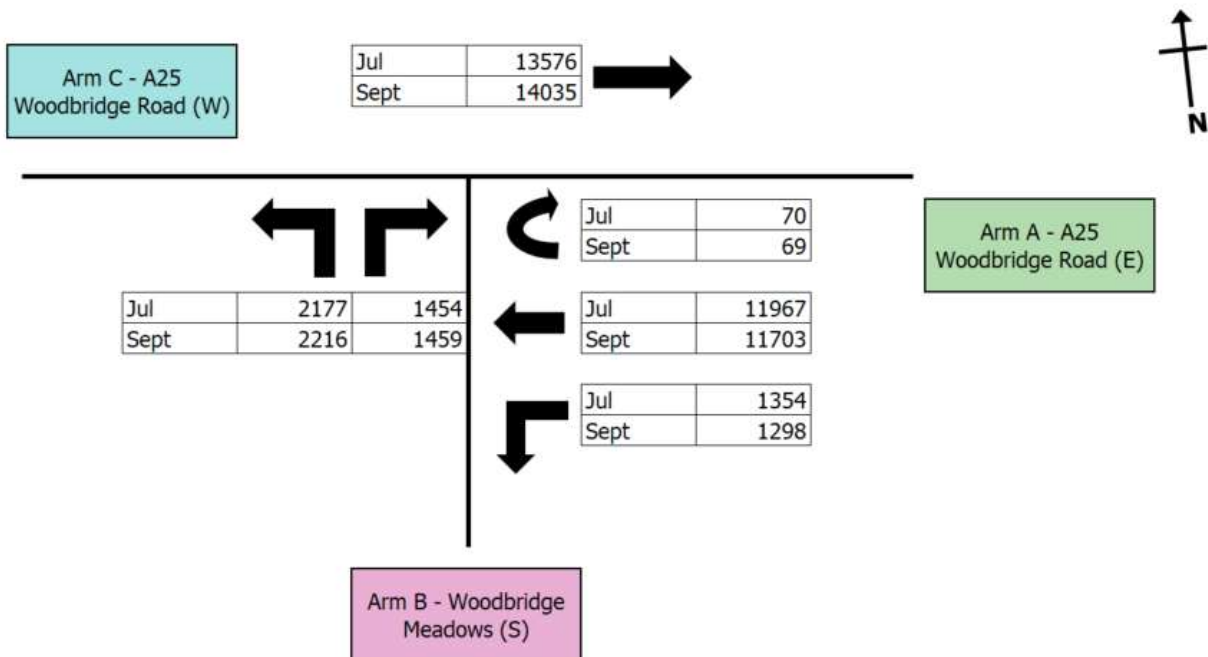 Arm C - A25
Woodbridge Road (W)
Jul 13576
Sept 14035
N
Jul 70
Sept 69
Arm A - A25
Woodbridge Road (E)
Jul 2177 1454
Sept 2216 1459
Jul 11967
Sept 11703
Jul 1354
Sept 1298
Arm B - Woodbridge
Meadows (S)